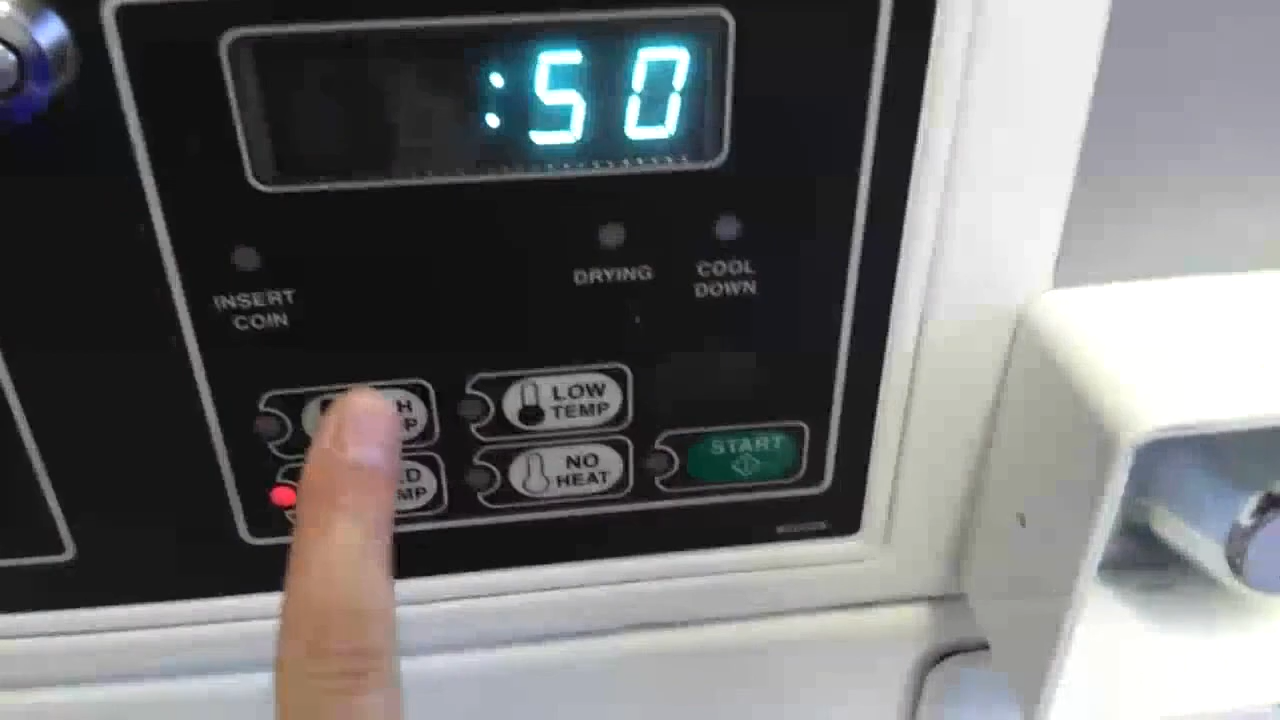 :50
INSERT
COIN
DRYING
COOL
DOWN
LOW
TEMP
NO
HEAT
START